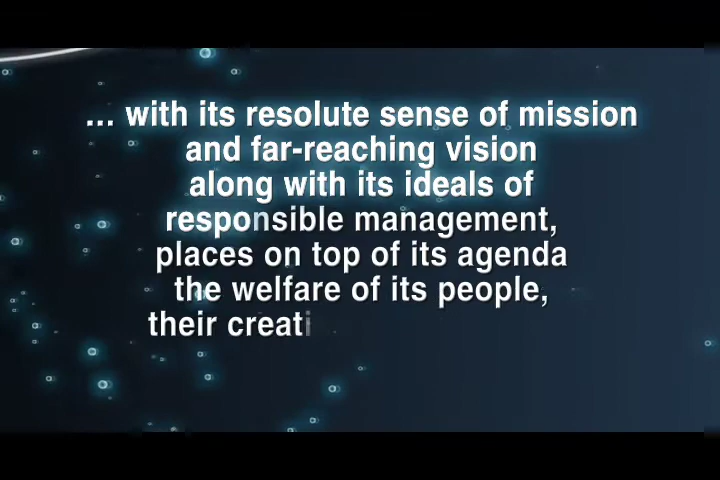 ... with its resolute sense of mission
and far-reaching vision
along with its ideals of
responsible management,
places on top of its agenda
the welfare of its people,
their creati